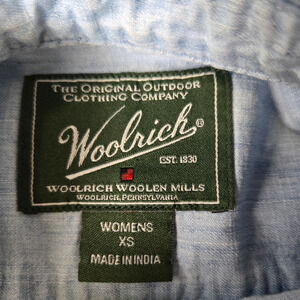 THE ORIGINAL OUTDOOR
CLOTHING COMPANY
Woolrich®
EST. 1830
WOOLRICH WOOLEN MILLS
WOOLRICH, PENNSYLVANIA
WOMENS
XS
MADE IN INDIA